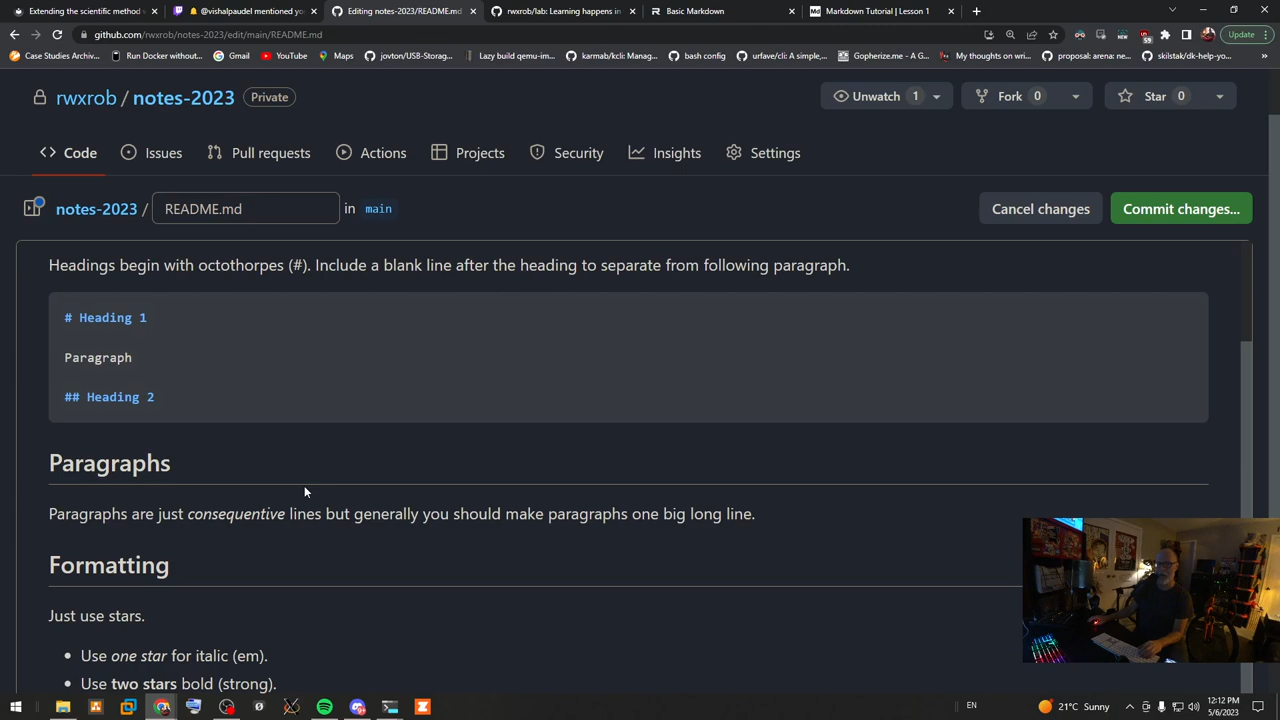 Extending the scientific method
@vishalpaudel mentioned yo
Editing notes-2023/README.md
rwxrob/lab: Learning happens in
Basic Markdown
Markdown Tutorial | Lesson 1
github.com/rwxrob/notes-2023/edit/main/README.md
Update
Case Studies Archiv...
Run Docker without...
Gmail
YouTube
Maps
jovton/USB-Storag...
Lazy build qemu-im...
karmab/kcli: Manag...
bash config
urfave/cli: A simple,...
Gopherize.me - A G...
My thoughts on wri...
proposal: arena: ne...
skilstak/dk-help-yo...
rwxrob / notes-2023 Private
Unwatch 1
Fork 0
Star 0
Code
Issues
Pull requests
Actions
Projects
Security
Insights
Settings
notes-2023 / README.md in main
Cancel changes
Commit changes...
Headings begin with octothorpes (#). Include a blank line after the heading to separate from following paragraph.
# Heading 1
Paragraph
## Heading 2
Paragraphs
Paragraphs are just consequentive lines but generally you should make paragraphs one big long line.
Formatting
Just use stars.
Use one star for italic (em).
Use two stars bold (strong).
21°C Sunny
EN
12:12 PM
5/6/2023